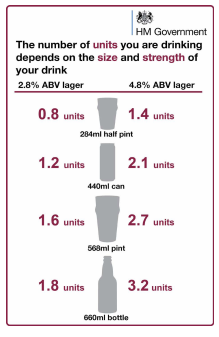 HM Government
The number of units you are drinking
depends on the size and strength of
your drink
2.8% ABV lager 4.8% ABV lager
0.8 units 1.4 units
284ml half pint
1.2 units 2.1 units
440ml can
1.6 units 2.7 units
568ml pint
1.8 units 3.2 units
660ml bottle